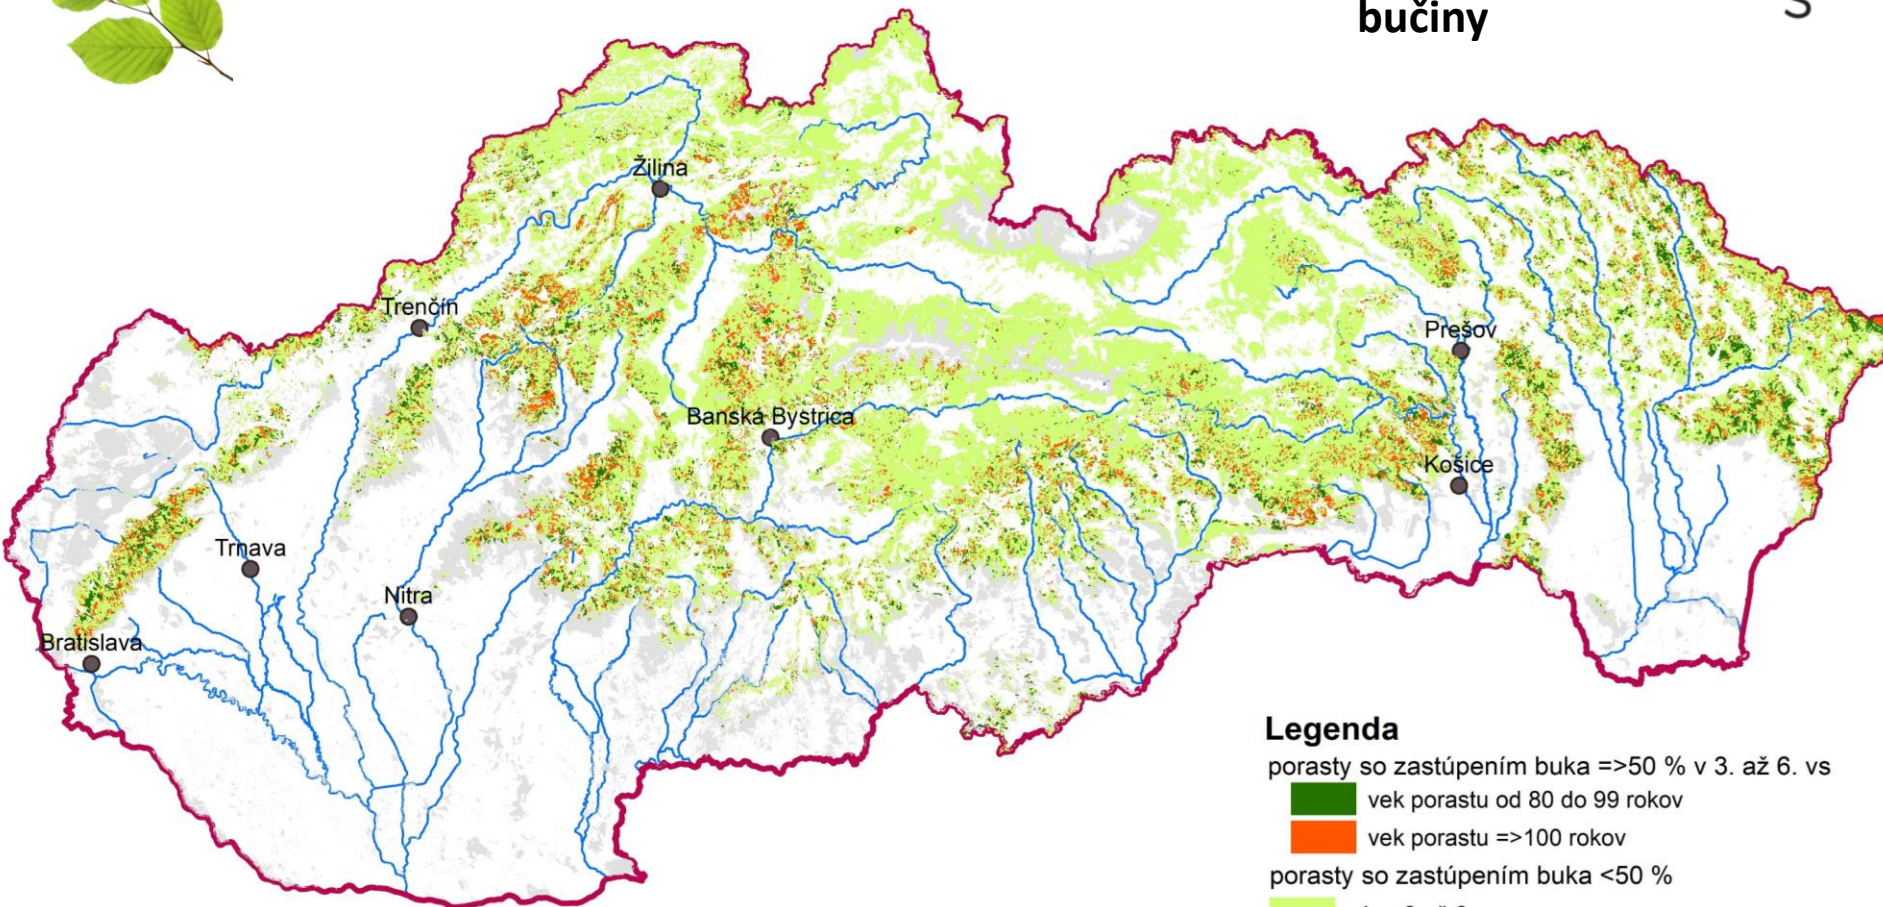 bučiny
S
Žilina
Trenčín
Prešov
Banská Bystrica
Košice
Trnava
Nitra
Bratislava
Legenda
porasty so zastúpením buka =>50 % v 3. až 6. vs
vek porastu od 80 do 99 rokov
vek porastu =>100 rokov
porasty so zastúpením buka <50 %